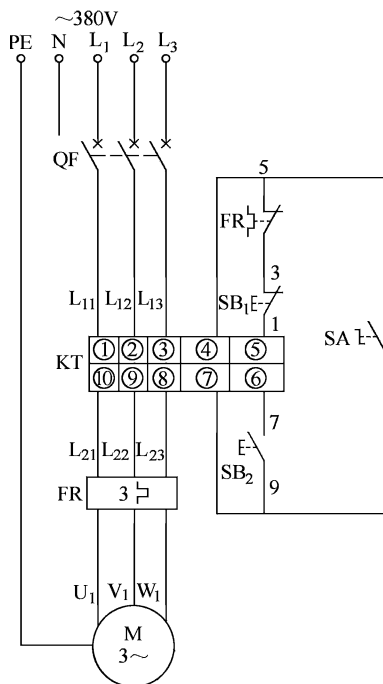 ~380V
PE N L1 L2 L3
QF
5
FR
3
L11 L12 L13
SB1
1
SA
KT
① ② ③ ④ ⑤
⑩ ⑨ ⑧ ⑦ ⑥
7
L21 L22 L23
SB2
FR 3
9
U1 V1 W1
M
3~